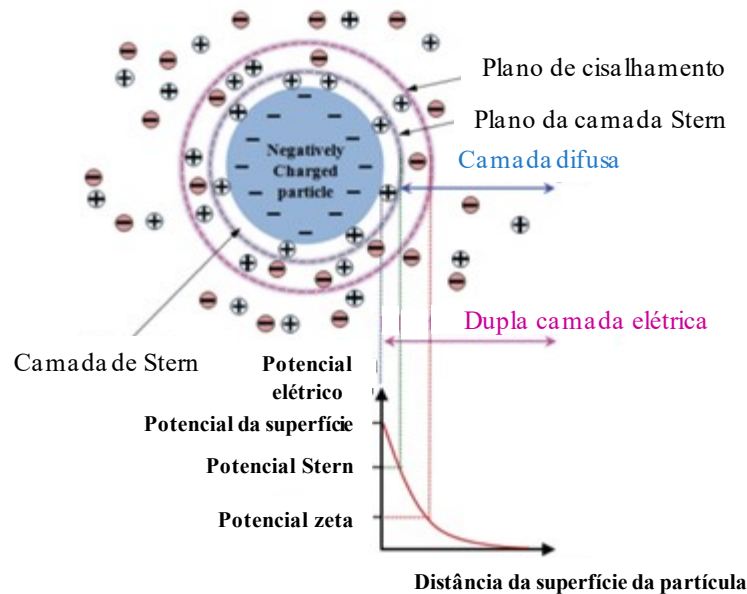 Plano de cisalhamento
Plano da camada Stern
Camada difusa
Negatively
Charged
particle
Dupla camada elétrica
Camada de Stern
Potencial
elétrico
Potencial da superfície
Potencial Stern
Potencial zeta
Distância da superfície da partícula